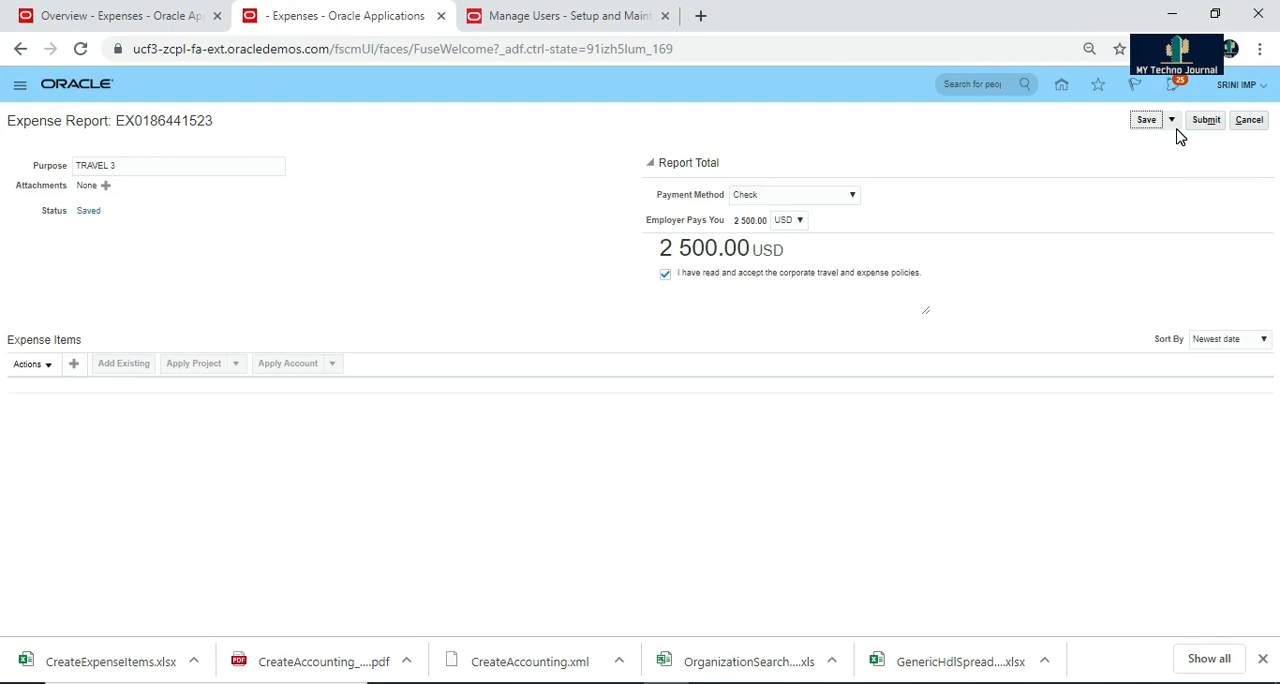 Overview - Expenses - Oracle Ap
- Expenses - Oracle Applications
Manage Users - Setup and Maint
ucf3-zcpl-fa-ext.oracledemos.com/fscmUI/faces/FuseWelcome?_adf.ctrl-state=91izh5lum_169
MY Techno Journal
ORACLE
Search for peo
25
SRINI IMP
Expense Report: EX0186441523
Save
Submit
Cancel
Purpose TRAVEL 3
Attachments None
Status Saved
Report Total
Payment Method Check
Employer Pays You 2 500.00 USD
2 500.00 USD
I have read and accept the corporate travel and expense policies.
Expense Items
Sort By Newest date
Actions
Add Existing
Apply Project
Apply Account
CreateExpenseItems.xlsx
CreateAccounting_....pdf
CreateAccounting.xml
OrganizationSearch....xls
GenericHdlSpread....xlsx
Show all